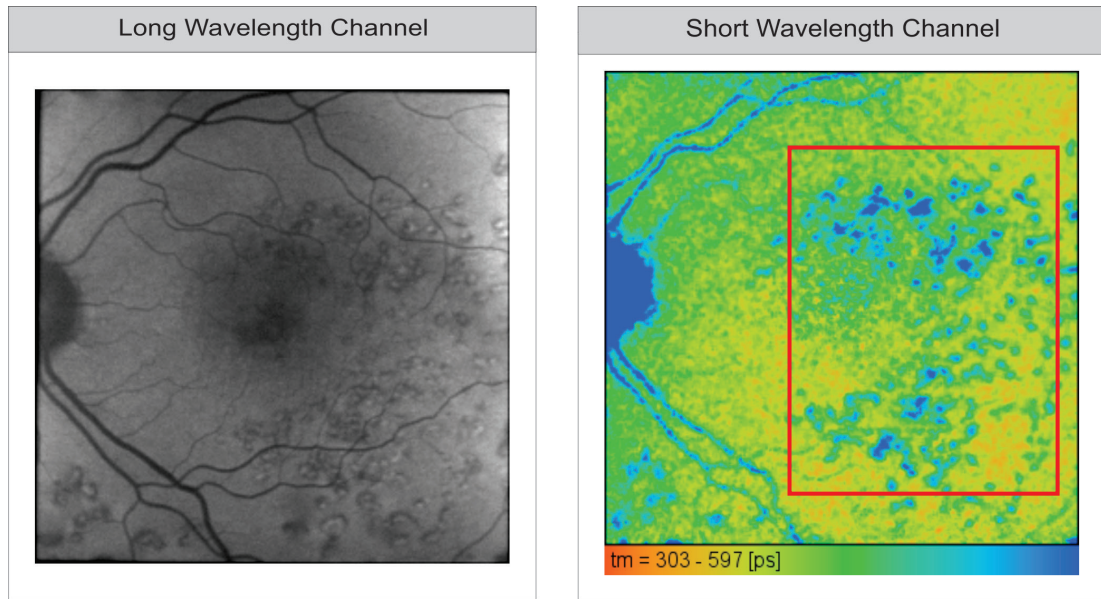 Long Wavelength Channel
Short Wavelength Channel
tm = 303 - 597 [ps]